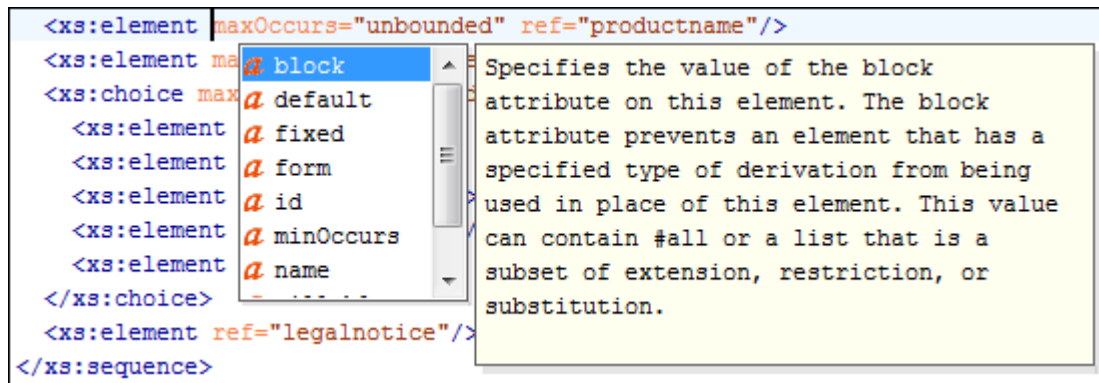 <xs:element maxOccurs="unbounded" ref="productname"/>
<xs:element
<xs:choice
<xs:element
<xs:element
<xs:element
<xs:element
<xs:element
</xs:choice>
<xs:element ref="legalnotice"/>
</xs:sequence>
a block
a default
a fixed
a form
a id
a minOccurs
a name
Specifies the value of the block
attribute on this element. The block
attribute prevents an element that has a
specified type of derivation from being
used in place of this element. This value
can contain #all or a list that is a
subset of extension, restriction, or
substitution.